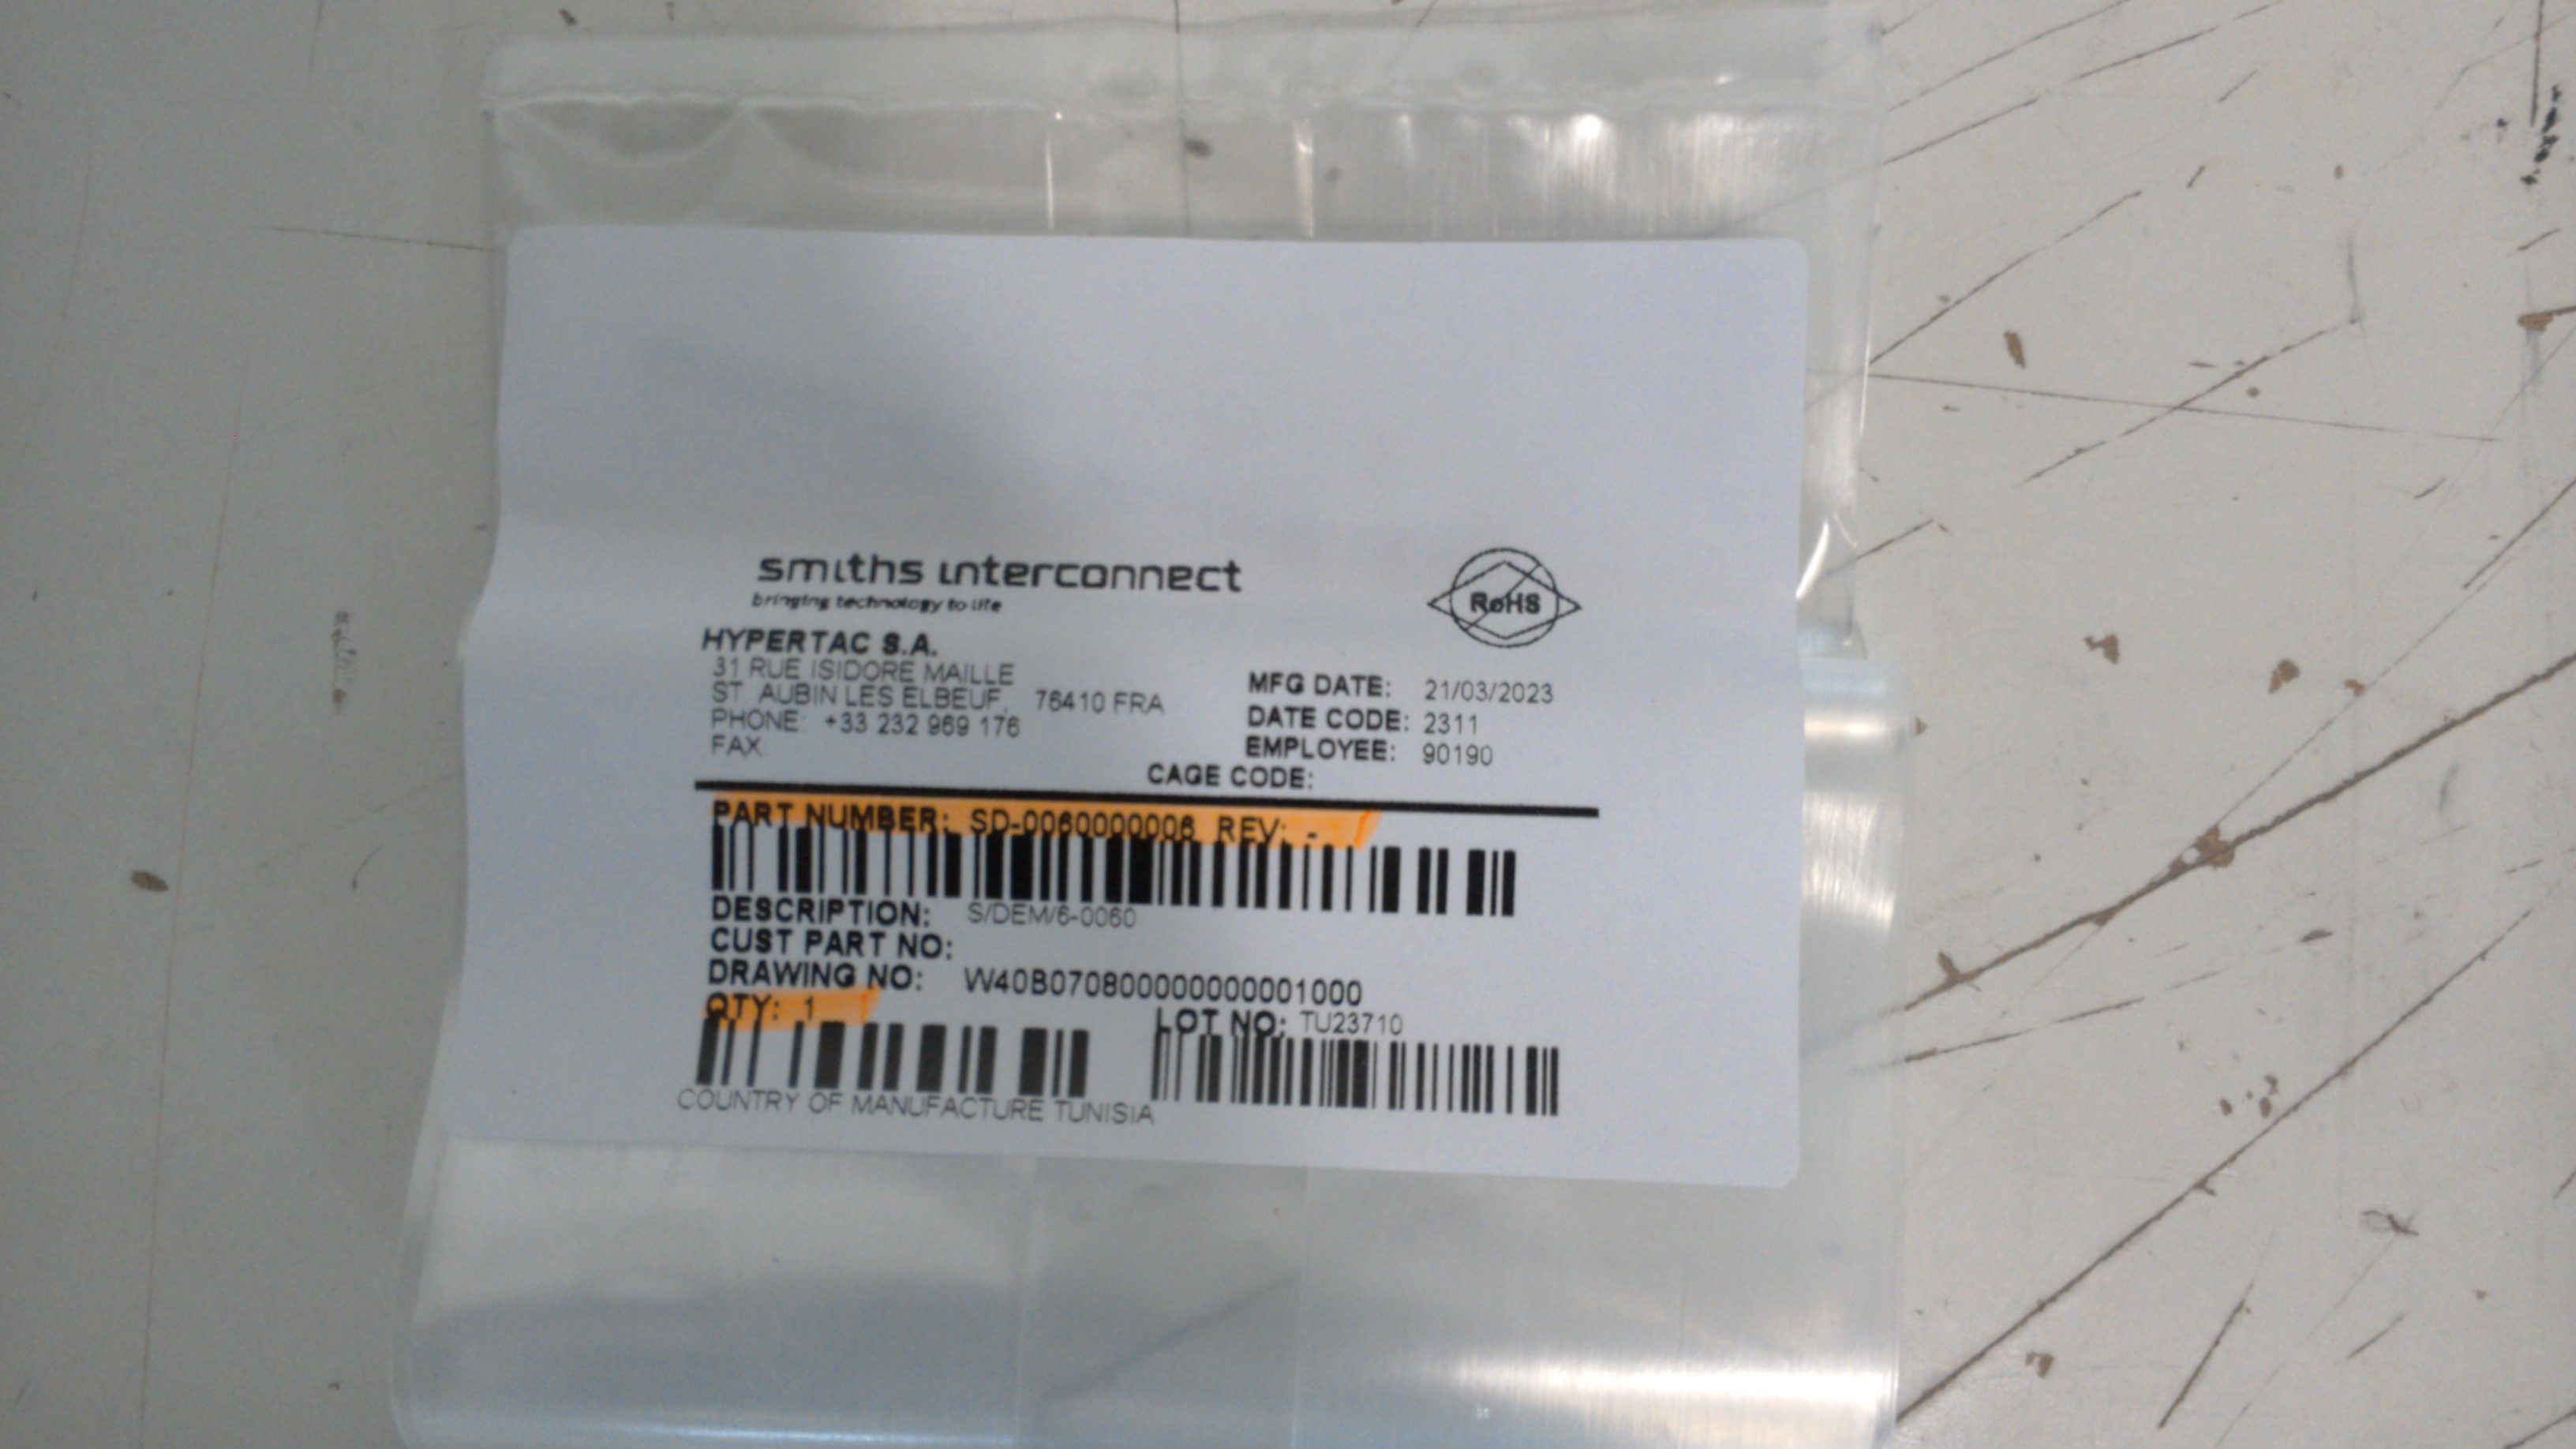 smiths interconnect
bringing technology to life
RoHS
HYPERTAC S.A.
31 RUE ISIDORE MAILLE
ST. AUBIN LES ELBEUF, 76410 FRA
PHONE: +33 232 969 176
FAX:
MFG DATE: 21/03/2023
DATE CODE: 2311
EMPLOYEE: 90190
CAGE CODE:
PART NUMBER: SD-0060000006 REV: -
DESCRIPTION: S/DEM/6-0060
CUST PART NO:
DRAWING NO: W40B070800000000001000
QTY: 1
LOT NO: TU23710
COUNTRY OF MANUFACTURE TUNISIA